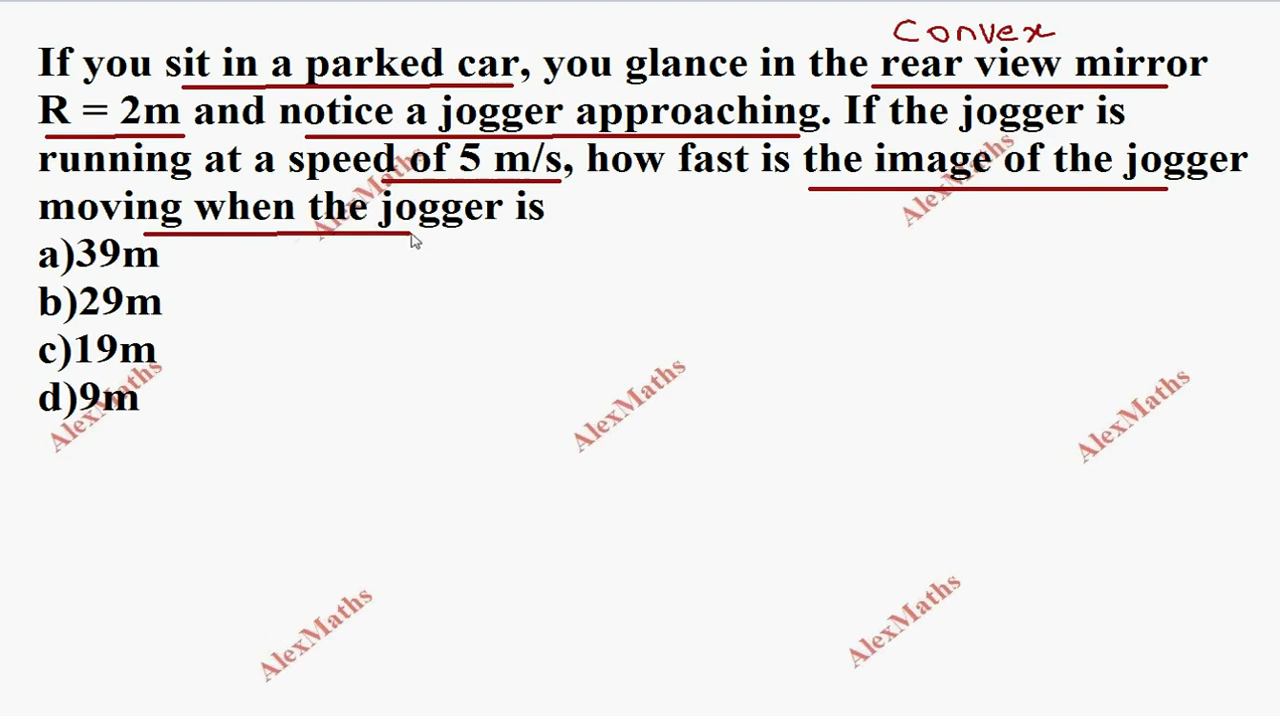 Convex
If you sit in a parked car, you glance in the rear view mirror
R = 2m and notice a jogger approaching. If the jogger is
running at a speed of 5 m/s, how fast is the image of the jogger
moving when the jogger is
a)39m
b)29m
c)19m
d)9m
AlexMaths
AlexMaths
AlexMaths
AlexMaths
AlexMaths
AlexMaths
AlexMaths